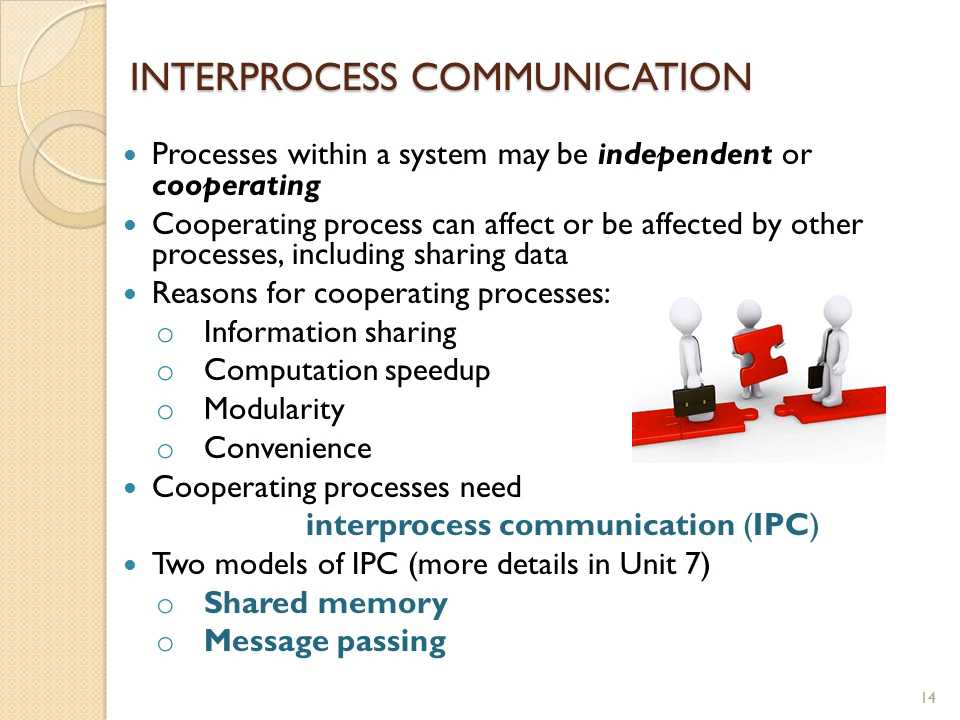 INTERPROCESS COMMUNICATION
• Processes within a system may be independent or
cooperating
• Cooperating process can affect or be affected by other
processes, including sharing data
• Reasons for cooperating processes:
o Information sharing
o Computation speedup
o Modularity
o Convenience
• Cooperating processes need
interprocess communication (IPC)
• Two models of IPC (more details in Unit 7)
o Shared memory
o Message passing
14